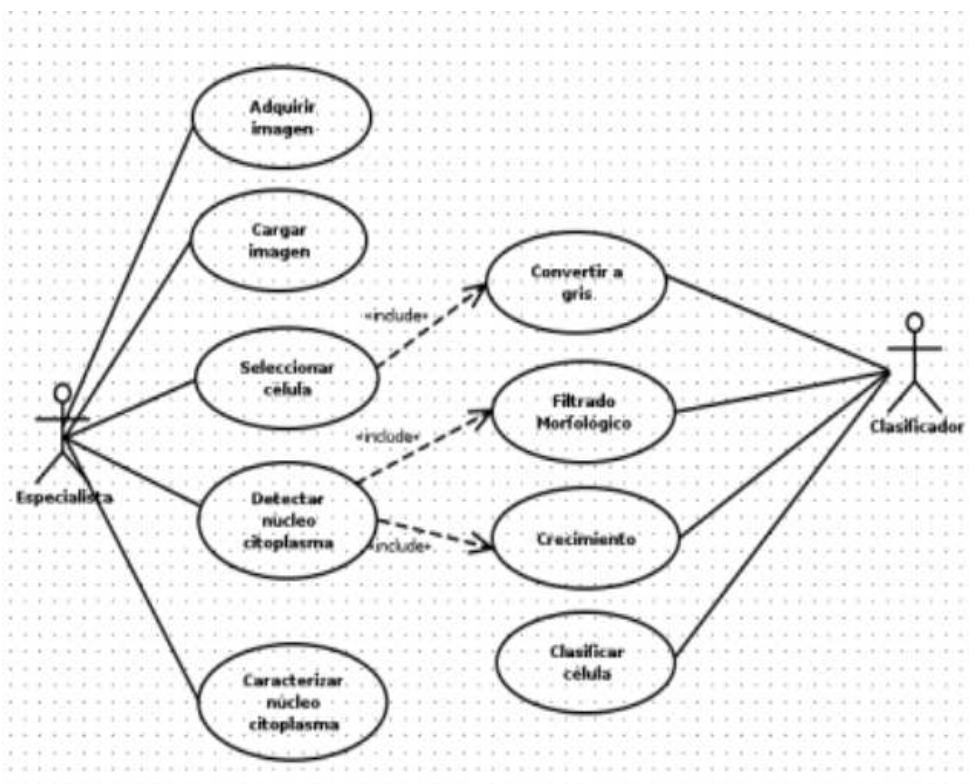 Adquirir
imagen
Cargar
imagen
Convertir a
gris
«include»
Seleccionar
célula
Filtrado
Morfológico
Clasificador
«include»
Especialista
Detectar
núcleo
citoplasma
«include»
Crecimiento
Clasificar
célula
Caracterizar
núcleo
citoplasma